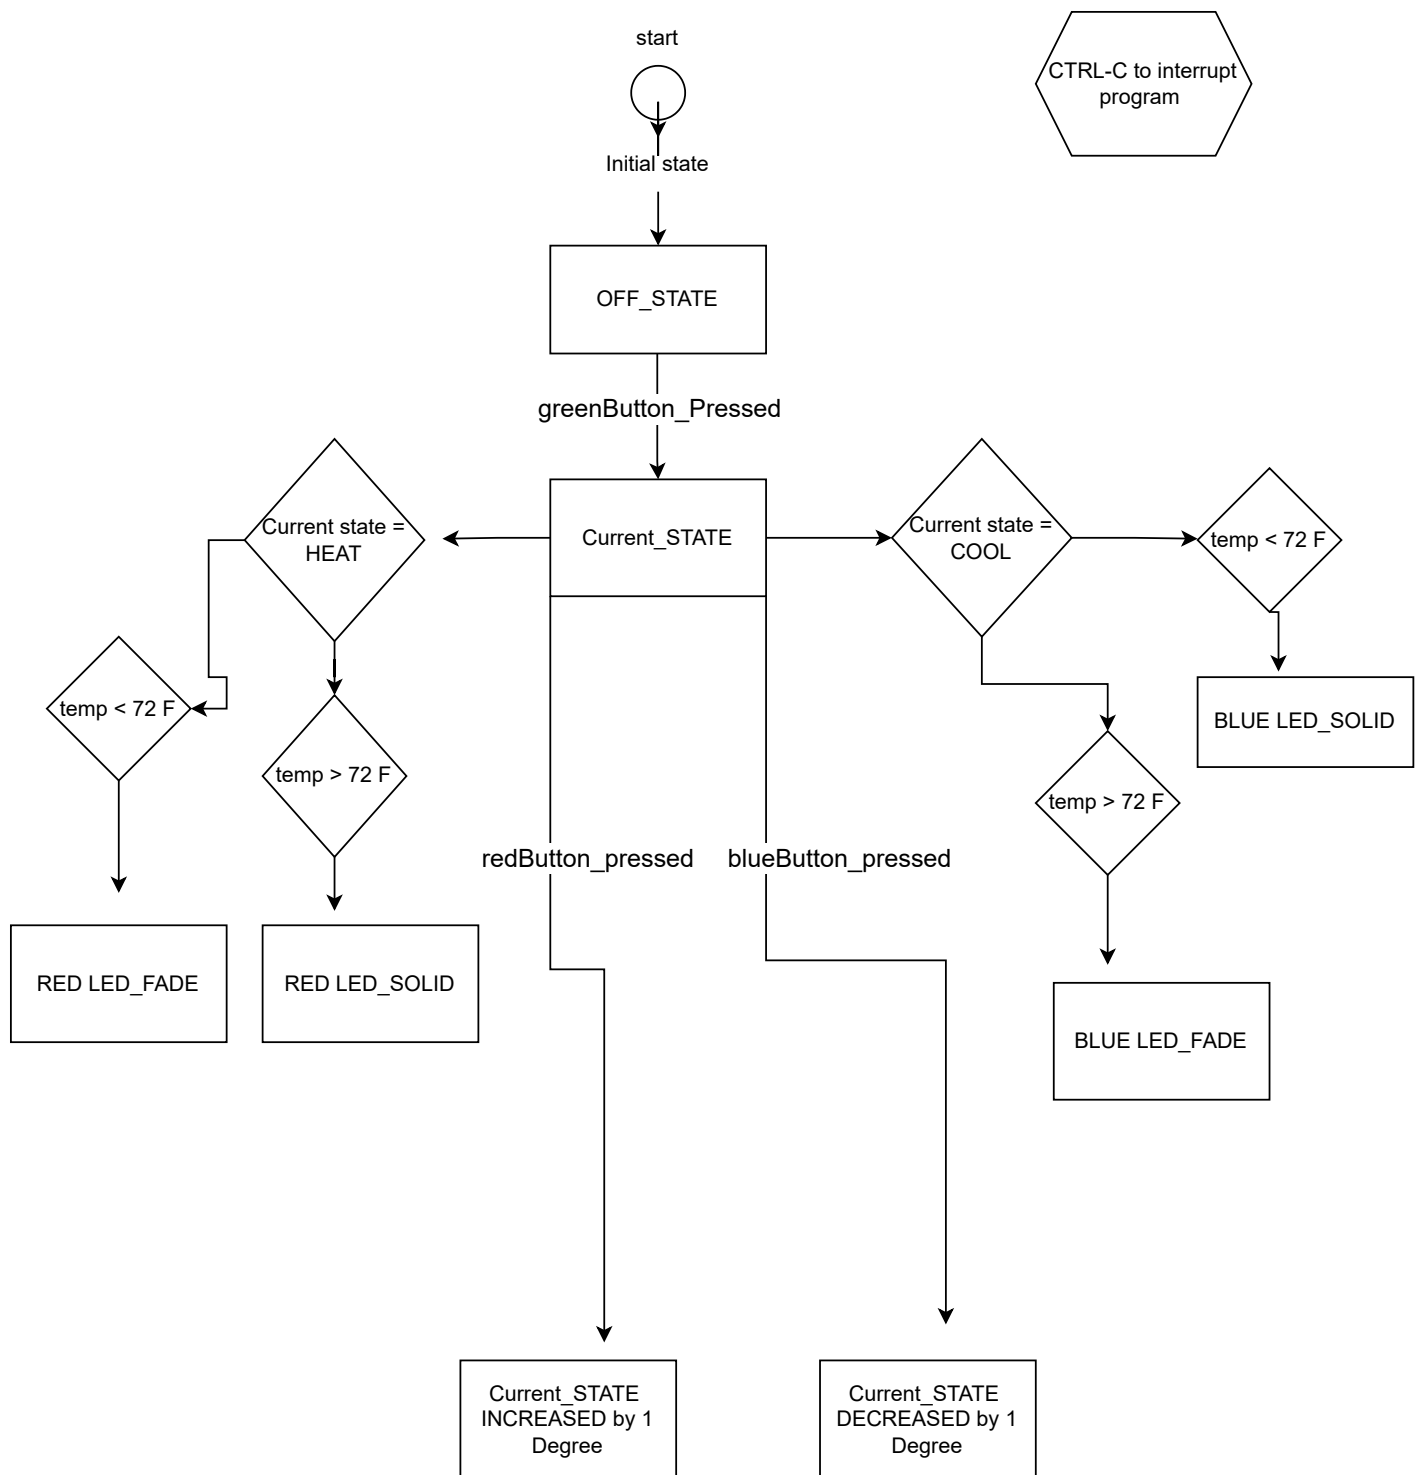 start
CTRL-C to interrupt
program
Initial state
OFF_STATE
greenButton_Pressed
Current state =
HEAT
Current_STATE
Current state =
COOL
temp < 72 F
temp < 72 F
temp > 72 F
BLUE LED_SOLID
temp > 72 F
redButton_pressed
blueButton_pressed
RED LED_FADE
RED LED_SOLID
BLUE LED_FADE
Current_STATE
INCREASED by 1
Degree
Current_STATE
DECREASED by 1
Degree